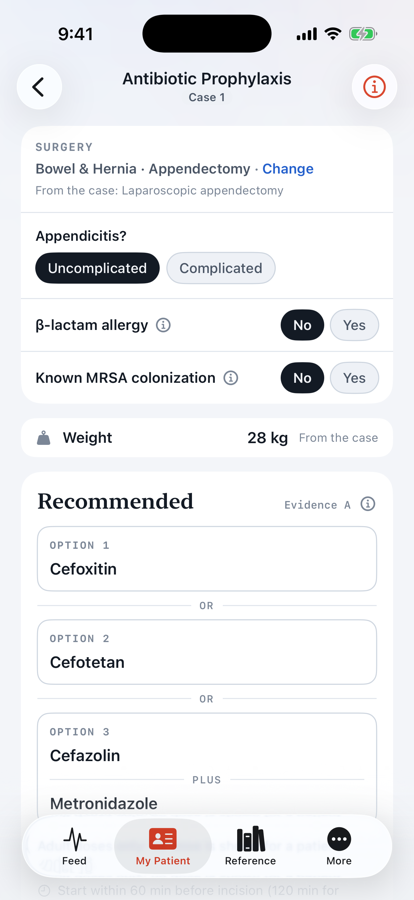 9:41
Antibiotic Prophylaxis
Case 1
SURGERY
Bowel & Hernia · Appendectomy · Change
From the case: Laparoscopic appendectomy
Appendicitis?
Uncomplicated Complicated
β-lactam allergy No Yes
Known MRSA colonization No Yes
Weight 28 kg From the case
Recommended Evidence A
OPTION 1
Cefoxitin
OR
OPTION 2
Cefotetan
OR
OPTION 3
Cefazolin
PLUS
Metronidazole
Feed My Patient Reference More
Start within 60 min before incision (120 min for